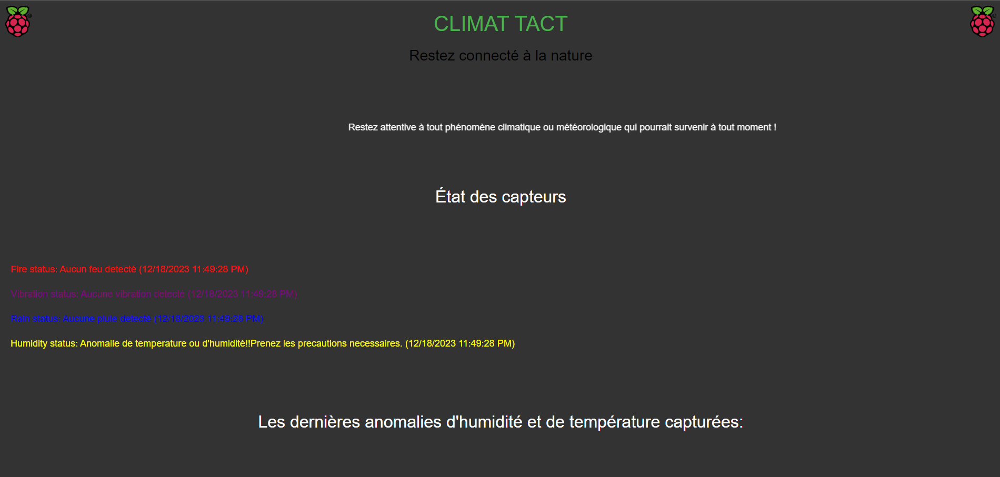 CLIMAT TACT
Restez connecté à la nature
Restez attentive à tout phénomène climatique ou météorologique qui pourrait survenir à tout moment !
État des capteurs
Fire status: Aucun feu detecté (12/18/2023 11:49:28 PM)
Vibration status: Aucune vibration detecté (12/18/2023 11:49:28 PM)
Rain status: Aucune pluie detecté (12/18/2023 11:49:28 PM)
Humidity status: Anomalie de temperature ou d'humidité!!Prenez les precautions necessaires. (12/18/2023 11:49:28 PM)
Les dernières anomalies d'humidité et de température capturées: